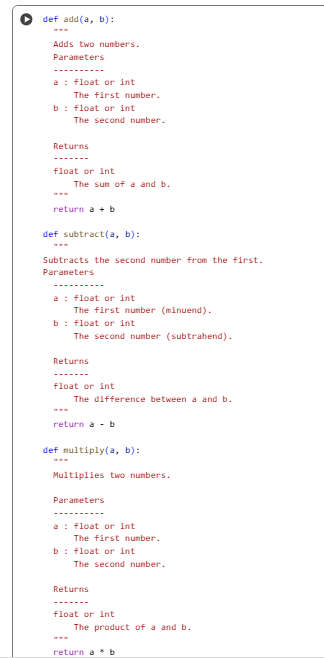 def add(a, b):
"""
Adds two numbers.
Parameters
----------
a : float or int
The first number.
b : float or int
The second number.
Returns
-------
float or int
The sum of a and b.
"""
return a + b
def subtract(a, b):
"""
Subtracts the second number from the first.
Parameters
----------
a : float or int
The first number (minuend).
b : float or int
The second number (subtrahend).
Returns
-------
float or int
The difference between a and b.
"""
return a - b
def multiply(a, b):
"""
Multiplies two numbers.
Parameters
----------
a : float or int
The first number.
b : float or int
The second number.
Returns
-------
float or int
The product of a and b.
"""
return a * b